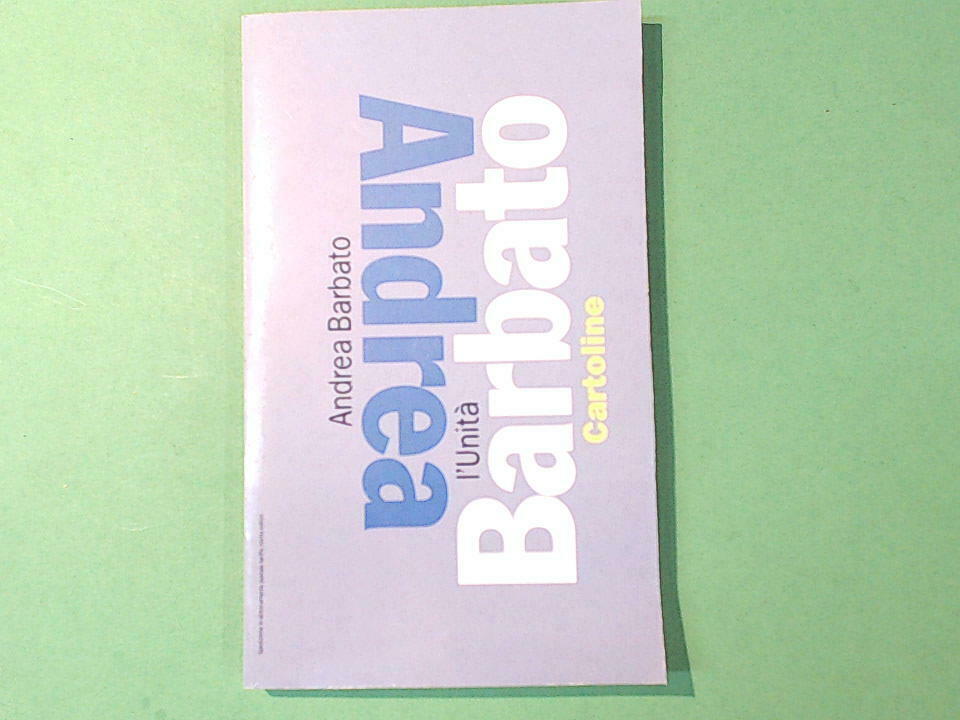 Andrea Barbato
Andrea
l'Unità
Barbato
Cartoline